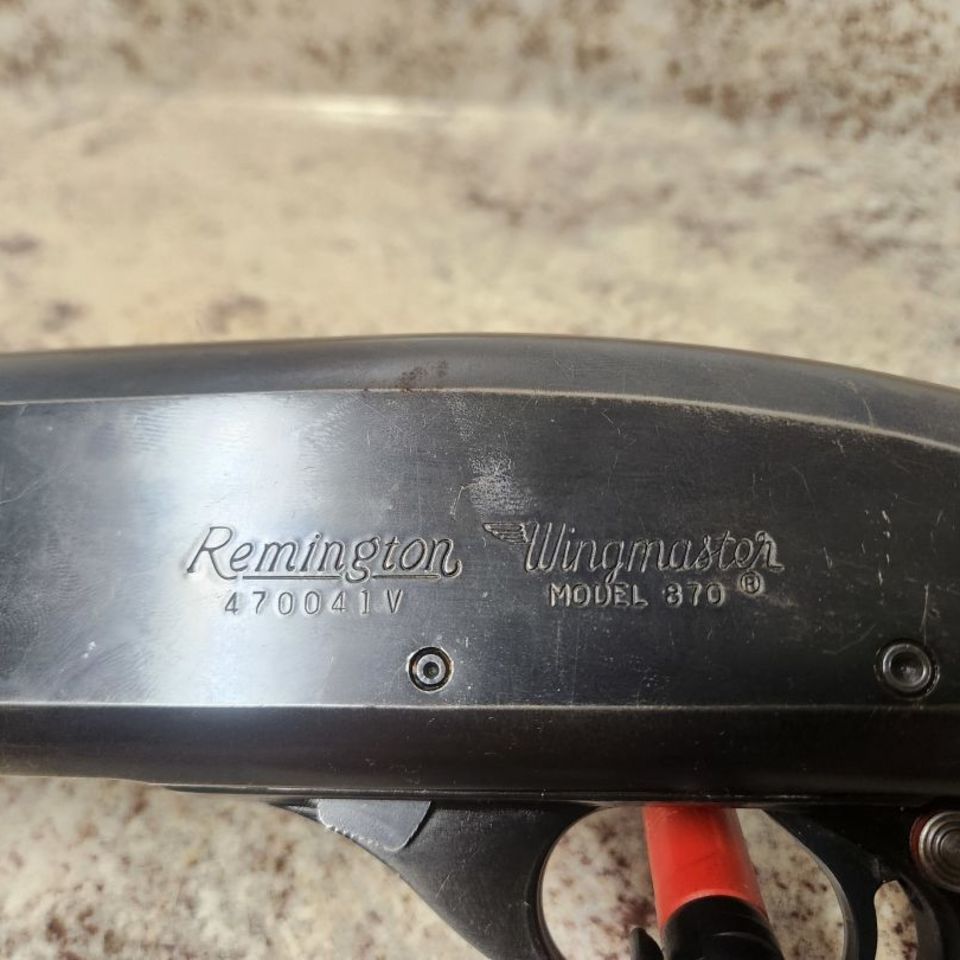 Remington
470041V
Wingmaster
MODEL 870 ®